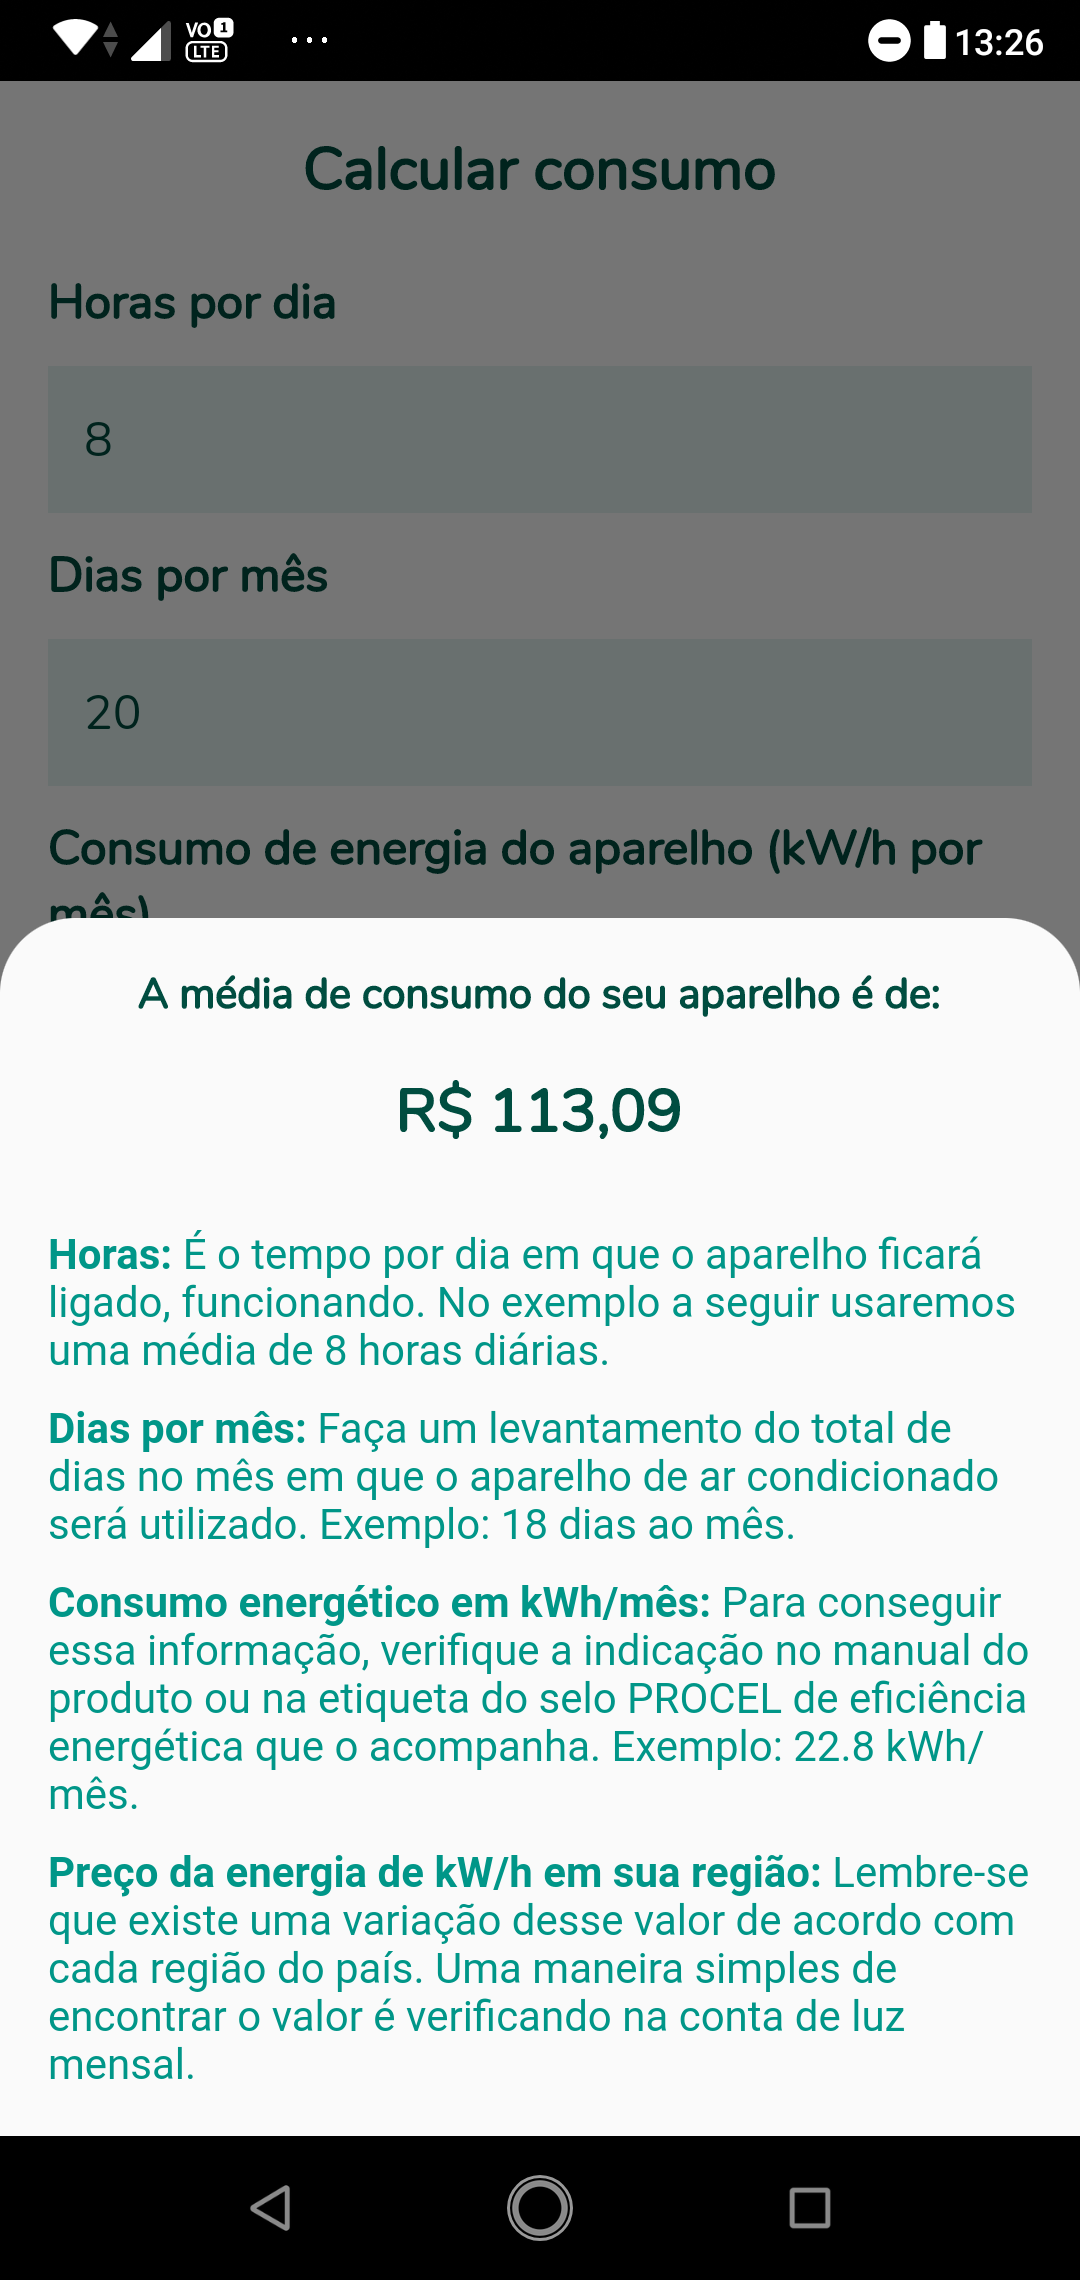 VO 1
LTE
...
13:26
Calcular consumo
Horas por dia
8
Dias por mês
20
Consumo de energia do aparelho (kW/h por
mês)
A média de consumo do seu aparelho é de:
R$ 113,09
Horas: É o tempo por dia em que o aparelho ficará
ligado, funcionando. No exemplo a seguir usaremos
uma média de 8 horas diárias.
Dias por mês: Faça um levantamento do total de
dias no mês em que o aparelho de ar condicionado
será utilizado. Exemplo: 18 dias ao mês.
Consumo energético em kWh/mês: Para conseguir
essa informação, verifique a indicação no manual do
produto ou na etiqueta do selo PROCEL de eficiência
energética que o acompanha. Exemplo: 22.8 kWh/
mês.
Preço da energia de kW/h em sua região: Lembre-se
que existe uma variação desse valor de acordo com
cada região do país. Uma maneira simples de
encontrar o valor é verificando na conta de luz
mensal.